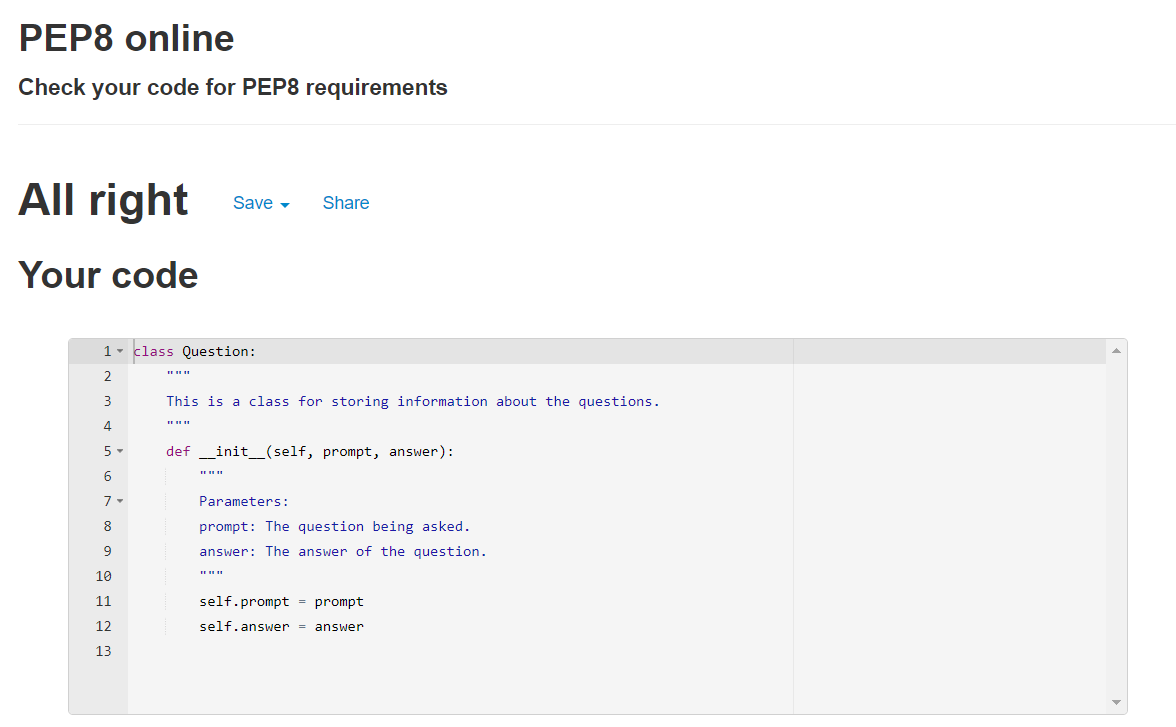 PEP8 online
Check your code for PEP8 requirements
All right Save Share
Your code
1 class Question:
2     """
3     This is a class for storing information about the questions.
4     """
5     def __init__(self, prompt, answer):
6         """
7         Parameters:
8         prompt: The question being asked.
9         answer: The answer of the question.
10         """
11         self.prompt = prompt
12         self.answer = answer
13